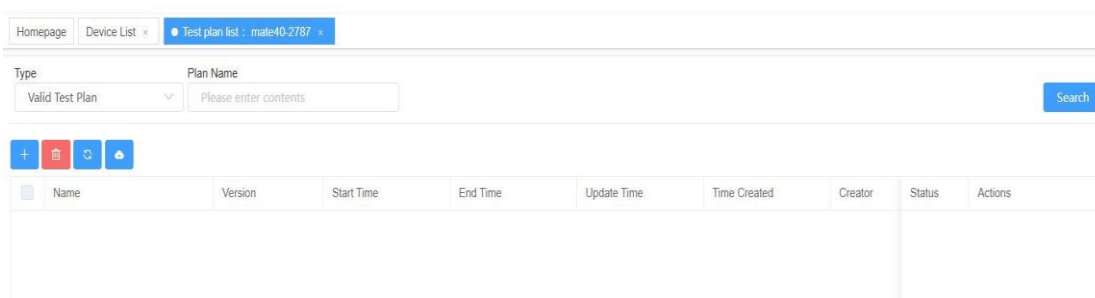 Homepage Device List × Test plan list : mate40-2787 ×
Type Plan Name
Valid Test Plan Please enter contents Search
Name Version Start Time End Time Update Time Time Created Creator Status Actions